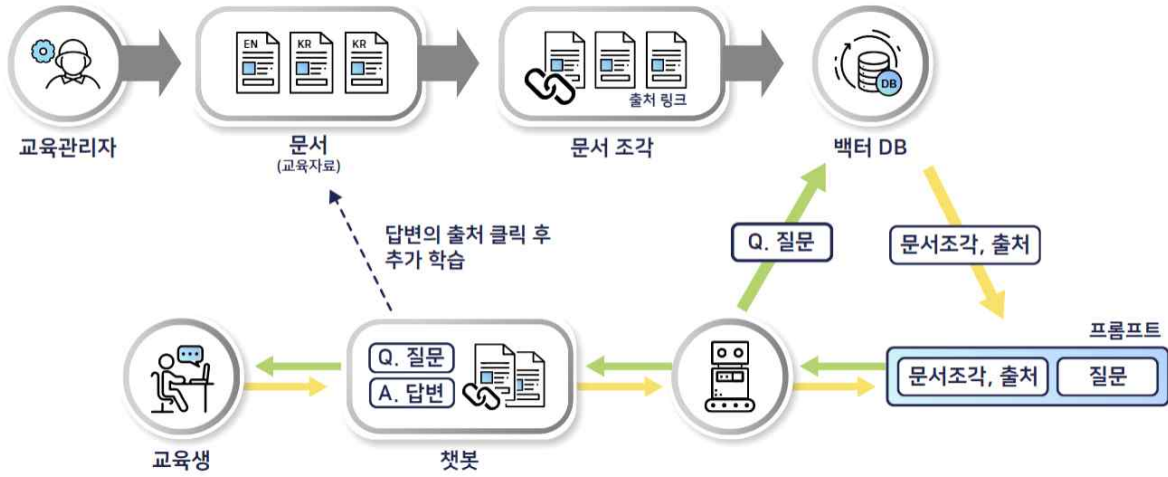 EN
KR
KR
출처 링크
DB
교육관리자
문서
(교육자료)
문서 조각
백터 DB
답변의 출처 클릭 후
추가 학습
Q. 질문
문서조각, 출처
프롬프트
Q. 질문
A. 답변
문서조각, 출처
질문
교육생
챗봇